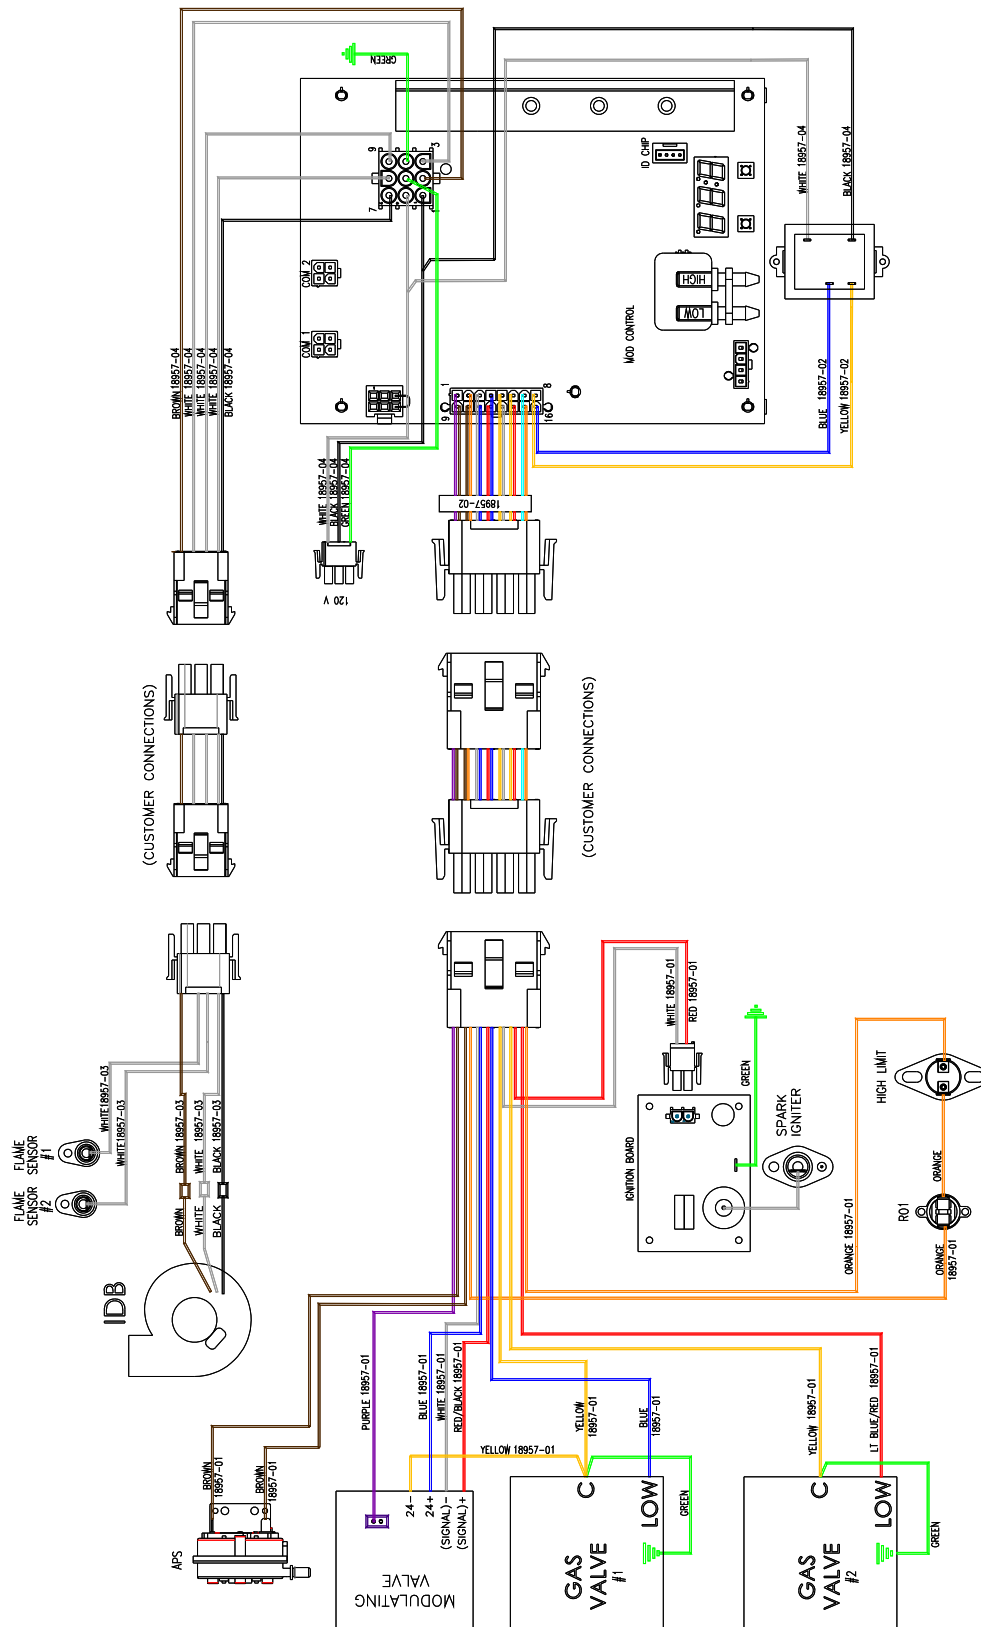 GREEN
9
3
7
1
ID CHIP
COM 2
COM 1
HIGH
LOW
MOD CONTROL
1
8
9
16
WHITE 18957-04
BLACK 18957-04
BLUE 18957-02
YELLOW 18957-02
BROWN 18957-04
WHITE 18957-04
WHITE 18957-04
WHITE 18957-04
BLACK 18957-04
WHITE 18957-04
BLACK 18957-04
GREEN 18957-04
120 V
18957-02
(CUSTOMER CONNECTIONS)
(CUSTOMER CONNECTIONS)
FLAME
SENSOR
#1
FLAME
SENSOR
#2
WHITE18957-03
WHITE18957-03
BROWN 18957-03
WHITE 18957-03
BLACK 18957-03
BROWN
WHITE
BLACK
IDB
WHITE 18957-01
RED 18957-01
GREEN
IGNITION BOARD
SPARK
IGNITER
HIGH LIMIT
ORANGE
RO1
ORANGE 18957-01
ORANGE
18957-01
BROWN
18957-01
BROWN
18957-01
APS
PURPLE 18957-01
BLUE 18957-01
WHITE 18957-01
RED/BLACK 18957-01
YELLOW 18957-01
YELLOW
18957-01
BLUE
18957-01
24-
24+
(SIGNAL)-
(SIGNAL)+
MODULATING
VALVE
C
LOW
GREEN
GAS
VALVE
#1
YELLOW 18957-01
LT BLUE/RED 18957-01
C
LOW
GREEN
GAS
VALVE
#2